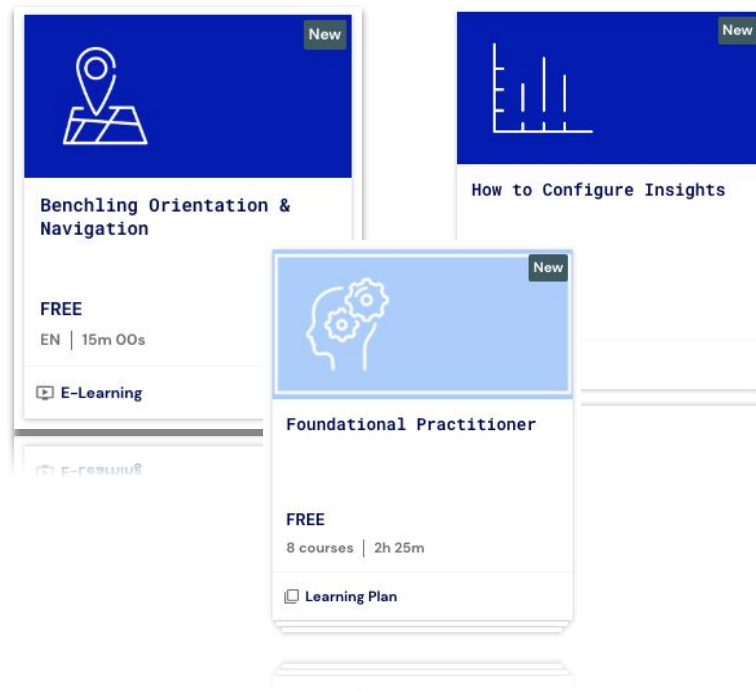 New
Benchling Orientation &
Navigation
FREE
EN | 15m 00s
E-Learning
New
How to Configure Insights
New
Foundational Practitioner
FREE
8 courses | 2h 25m
Learning Plan